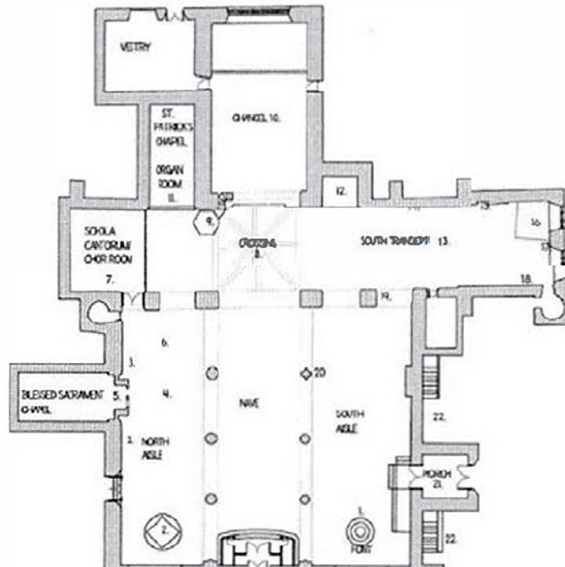 VESTRY
ST.
PATRICK'S
CHAPEL
ORGAN
ROOM
11.
CHANCEL 10.
12.
9.
SCHOLA
CANTORUM/
CHOIR ROOM
7.
CROSSING
8.
SOUTH TRANSEPT 13.
16.
18.
19.
6.
3.
4.
5.
BLESSED SACRAMENT
CHAPEL
NORTH
AISLE
NAVE
20
SOUTH
AISLE
22.
PORCH
21.
2.
1.
FONT
22.